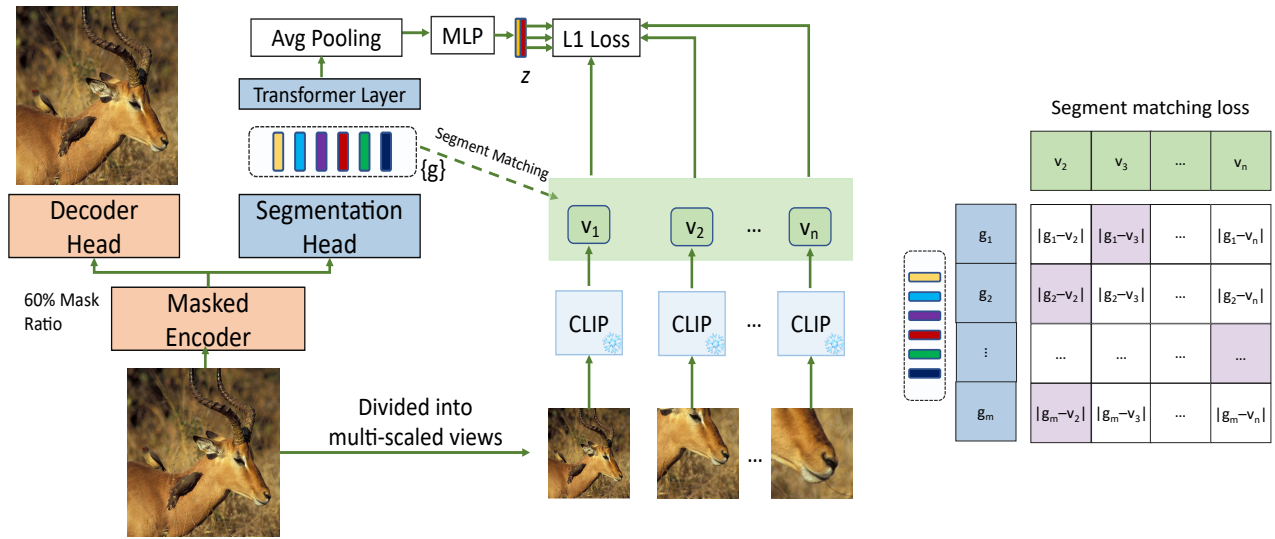 Avg Pooling
MLP
L1 Loss
z
Transformer Layer
Segment Matching
{g}
Decoder
Head
Segmentation
Head
60% Mask
Ratio
Masked
Encoder
Divided into
multi-scaled views
v₁
v₂
...
vₙ
CLIP
CLIP
...
CLIP
...
Segment matching loss
v₂ v₃ ... vₙ
g₁ |g₁–v₂| |g₁–v₃| ... |g₁–vₙ|
g₂ |g₂–v₂| |g₂–v₃| ... |g₂–vₙ|
⋮ ... ... ... ...
gₘ |gₘ–v₂| |gₘ–v₃| ... |gₘ–vₙ|